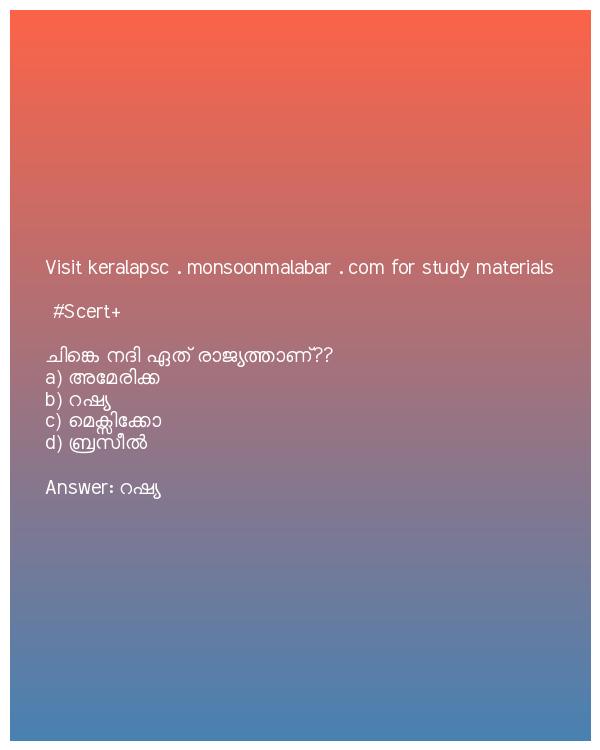 Visit keralapsc . monsoonmalabar . com for study materials
#Scert+
ചിങ്കെ നദി ഏത് രാജ്യത്താണ്??
a) അമേരിക്ക
b) റഷ്യ
c) മെക്സിക്കോ
d) ബ്രസീൽ
Answer: റഷ്യ